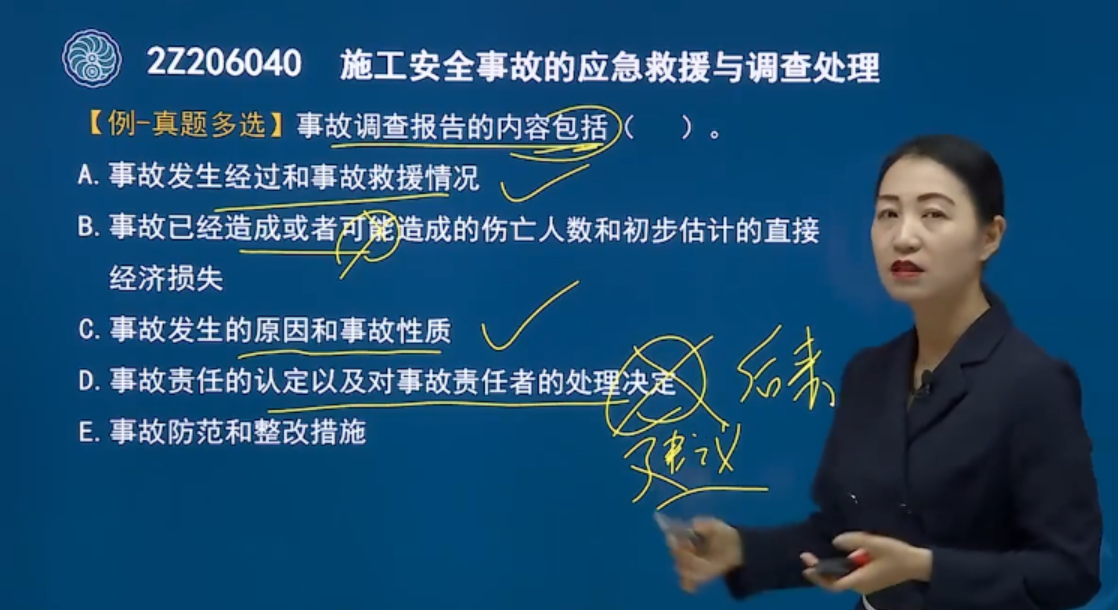 2Z206040 施工安全事故的应急救援与调查处理
【例-真题多选】事故调查报告的内容包括( )。
A. 事故发生经过和事故救援情况
B. 事故已经造成或者可能造成的伤亡人数和初步估计的直接
经济损失
C. 事故发生的原因和事故性质
D. 事故责任的认定以及对事故责任者的处理决定
建议
E. 事故防范和整改措施